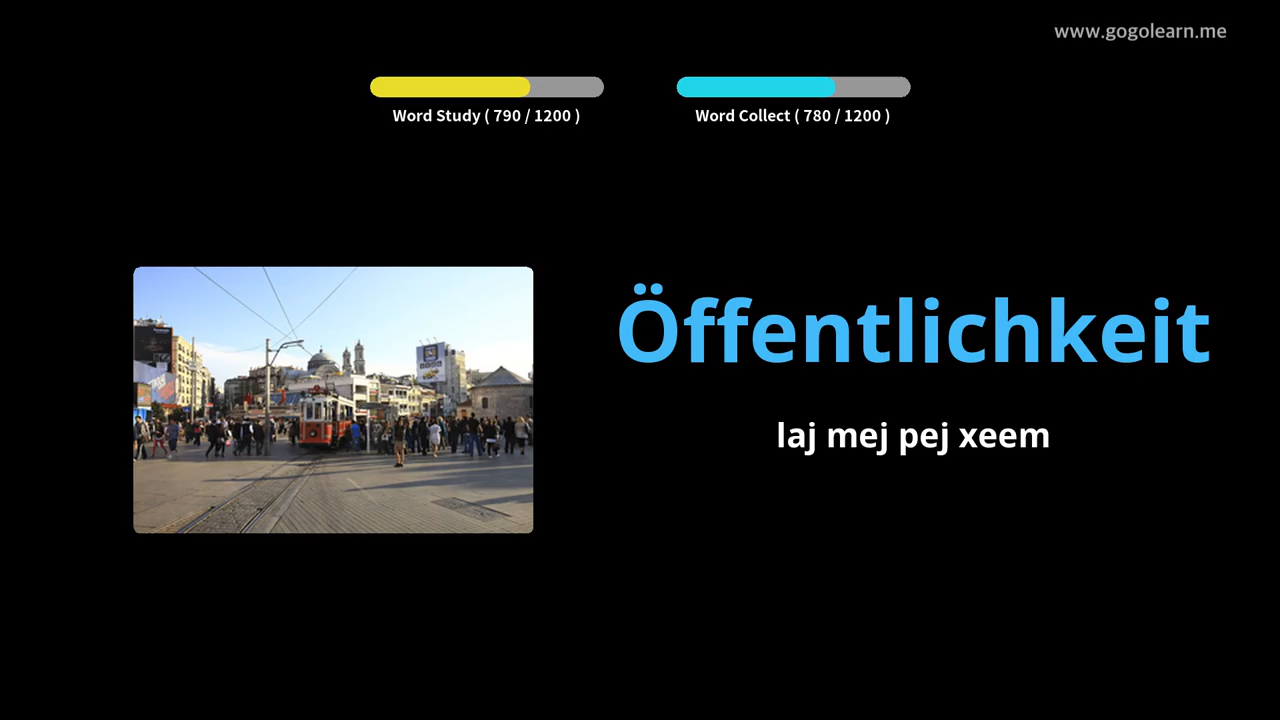 www.gogolearn.me
Word Study ( 790 / 1200 )
Word Collect ( 780 / 1200 )
Öffentlichkeit
laj mej pej xeem